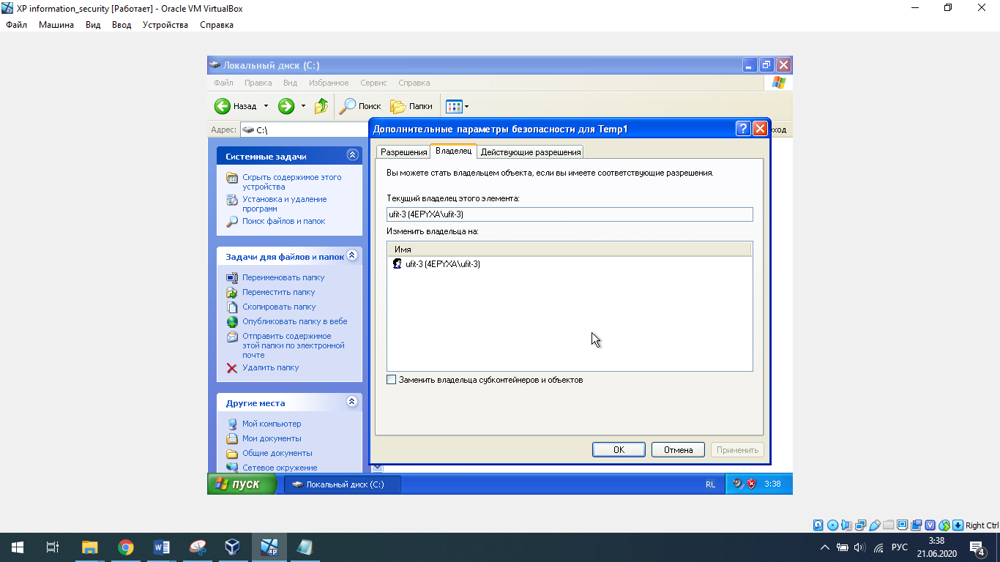 XP information_security [Работает] - Oracle VM VirtualBox
Файл Машина Вид Ввод Устройства Справка
Локальный диск (C:)
Файл Правка Вид Избранное Сервис Справка
Назад Поиск Папки
Адрес: C:\ еход
Системные задачи
Скрыть содержимое этого
устройства
Установка и удаление
программ
Поиск файлов и папок
Задачи для файлов и папок
Переименовать папку
Переместить папку
Скопировать папку
Опубликовать папку в вебе
Отправить содержимое
этой папки по электронной
почте
Удалить папку
Другие места
Мой компьютер
Мои документы
Общие документы
Сетевое окружение
Дополнительные параметры безопасности для Temp1
Разрешения Владелец Действующие разрешения
Вы можете стать владельцем объекта, если вы имеете соответствующие разрешения.
Текущий владелец этого элемента:
ufit-3 (4EPYXA\ufit-3)
Изменить владельца на:
Имя
ufit-3 (4EPYXA\ufit-3)
Заменить владельца субконтейнеров и объектов
OK Отмена Применить
пуск Локальный диск (C:) RL 3:38
Right Ctrl
РУС 3:38
21.06.2020
4